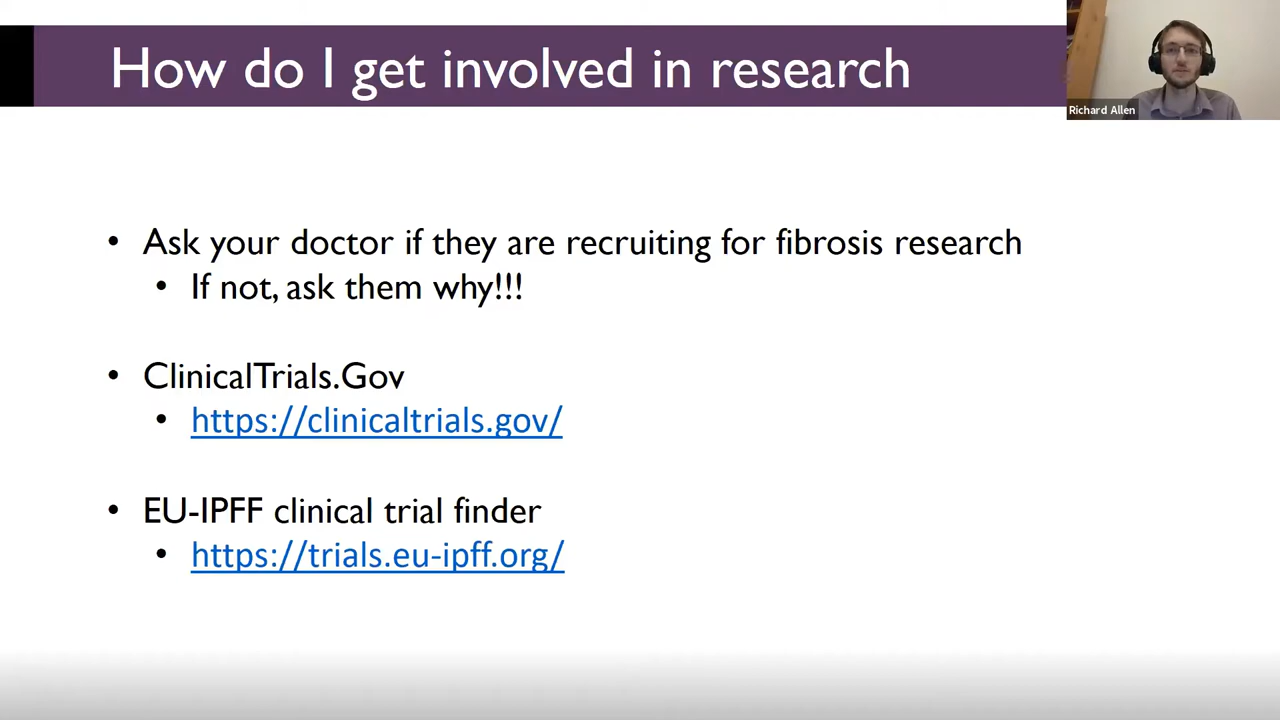 How do I get involved in research
Richard Allen
• Ask your doctor if they are recruiting for fibrosis research
• If not, ask them why!!!
• ClinicalTrials.Gov
• https://clinicaltrials.gov/
• EU-IPFF clinical trial finder
• https://trials.eu-ipff.org/